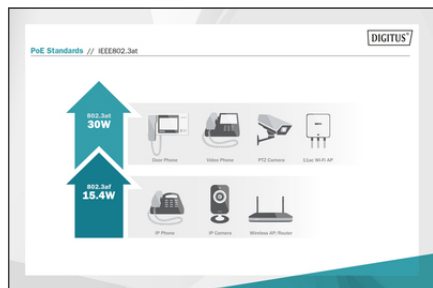 DIGITUS®
PoE Standards // IEEE802.3at
802.3at
30W
Door Phone
Video Phone
PTZ Camera
11ac Wi-Fi AP
802.3af
15.4W
IP Phone
IP Camera
Wireless AP/Router